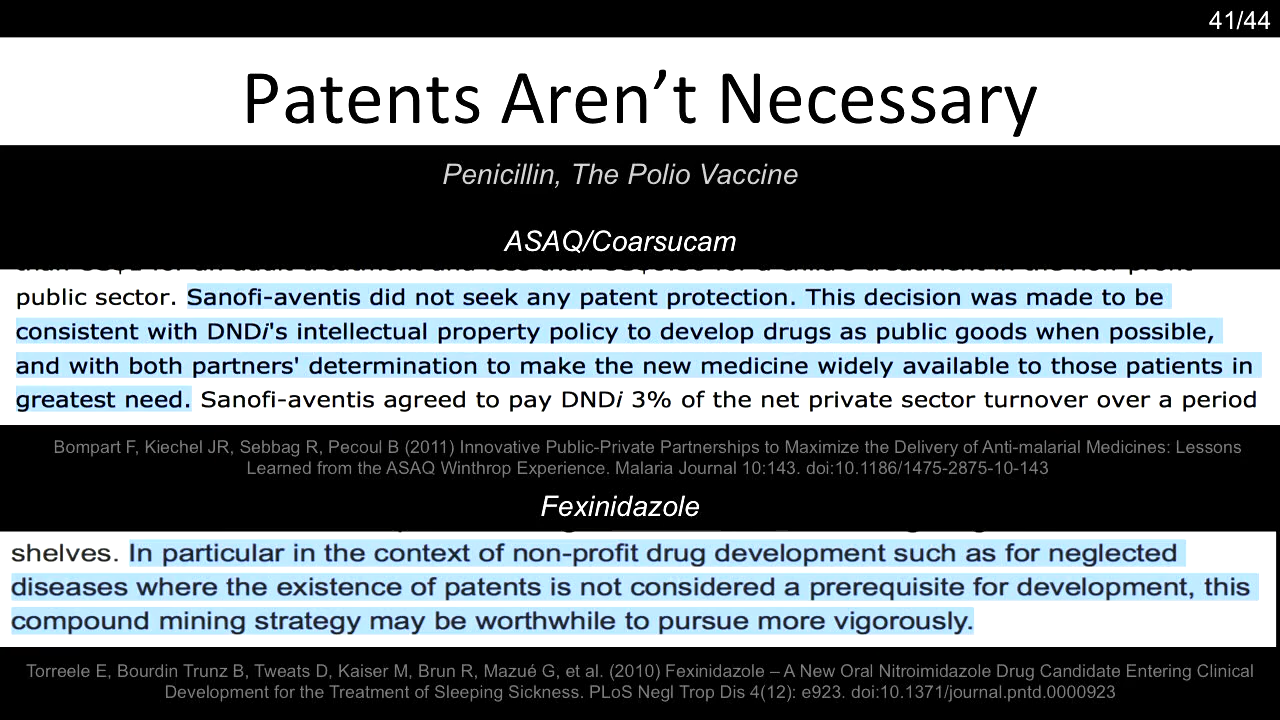 41/44
Patents Aren’t Necessary
Penicillin, The Polio Vaccine
ASAQ/Coarsucam
public sector. Sanofi-aventis did not seek any patent protection. This decision was made to be
consistent with DNDi's intellectual property policy to develop drugs as public goods when possible,
and with both partners' determination to make the new medicine widely available to those patients in
greatest need. Sanofi-aventis agreed to pay DNDi 3% of the net private sector turnover over a period
Bompart F, Kiechel JR, Sebbag R, Pecoul B (2011) Innovative Public-Private Partnerships to Maximize the Delivery of Anti-malarial Medicines: Lessons
Learned from the ASAQ Winthrop Experience. Malaria Journal 10:143. doi:10.1186/1475-2875-10-143
Fexinidazole
shelves. In particular in the context of non-profit drug development such as for neglected
diseases where the existence of patents is not considered a prerequisite for development, this
compound mining strategy may be worthwhile to pursue more vigorously.
Torreele E, Bourdin Trunz B, Tweats D, Kaiser M, Brun R, Mazué G, et al. (2010) Fexinidazole – A New Oral Nitroimidazole Drug Candidate Entering Clinical
Development for the Treatment of Sleeping Sickness. PLoS Negl Trop Dis 4(12): e923. doi:10.1371/journal.pntd.0000923